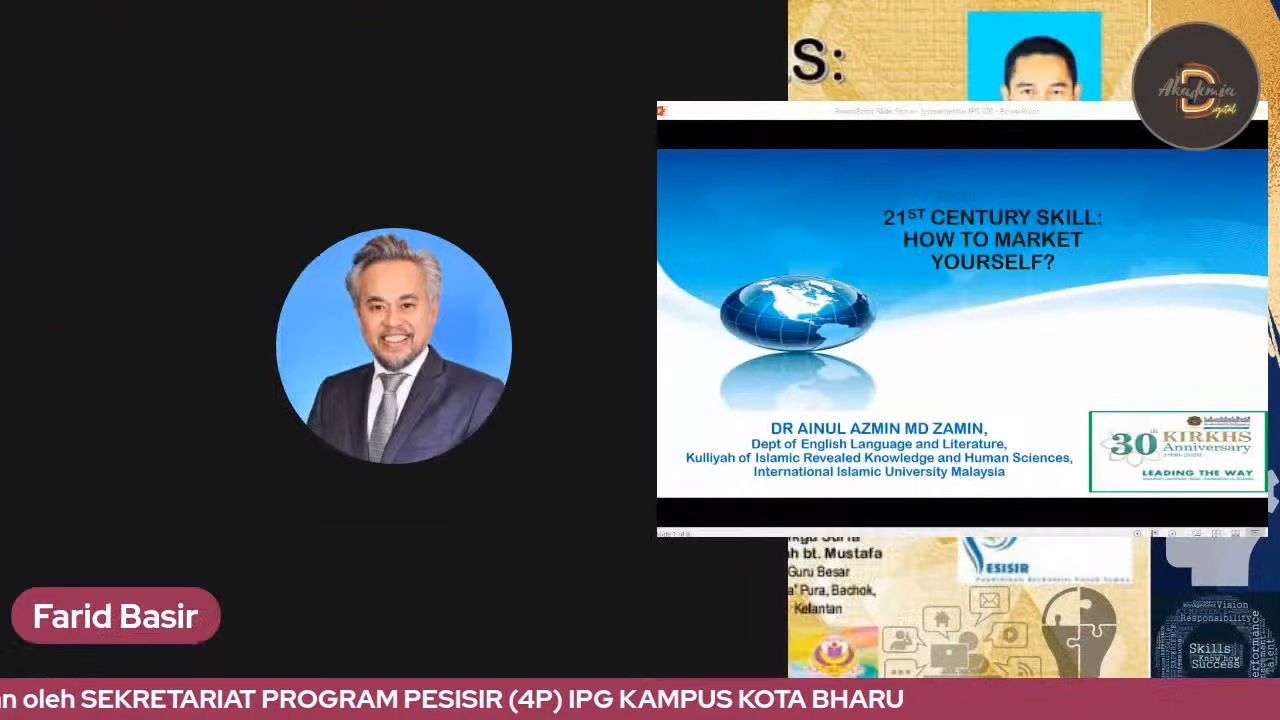 S:
Akademia
Digital
21ST CENTURY SKILL:
HOW TO MARKET
YOURSELF?
DR AINUL AZMIN MD ZAMIN,
Dept of English Language and Literature,
Kulliyah of Islamic Revealed Knowledge and Human Sciences,
International Islamic University Malaysia
30th KIRKHS
Anniversary
LEADING THE WAY
h bt. Mustafa
Guru Besar
a" Pura, Bachok,
Kelantan
ESISIR
Vision
Responsibility
Skills
Know how
Success
Farid Basir
n oleh SEKRETARIAT PROGRAM PESISIR (4P) IPG KAMPUS KOTA BHARU